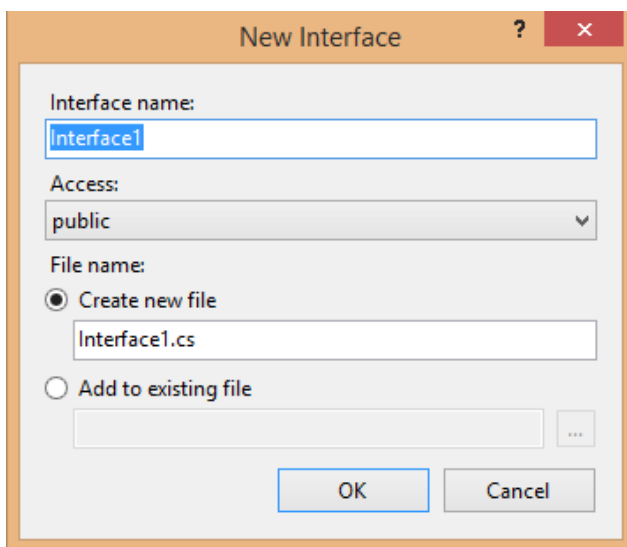 New Interface
?
×
Interface name:
Interface1
Access:
public
File name:
Create new file
Interface1.cs
Add to existing file
...
OK
Cancel